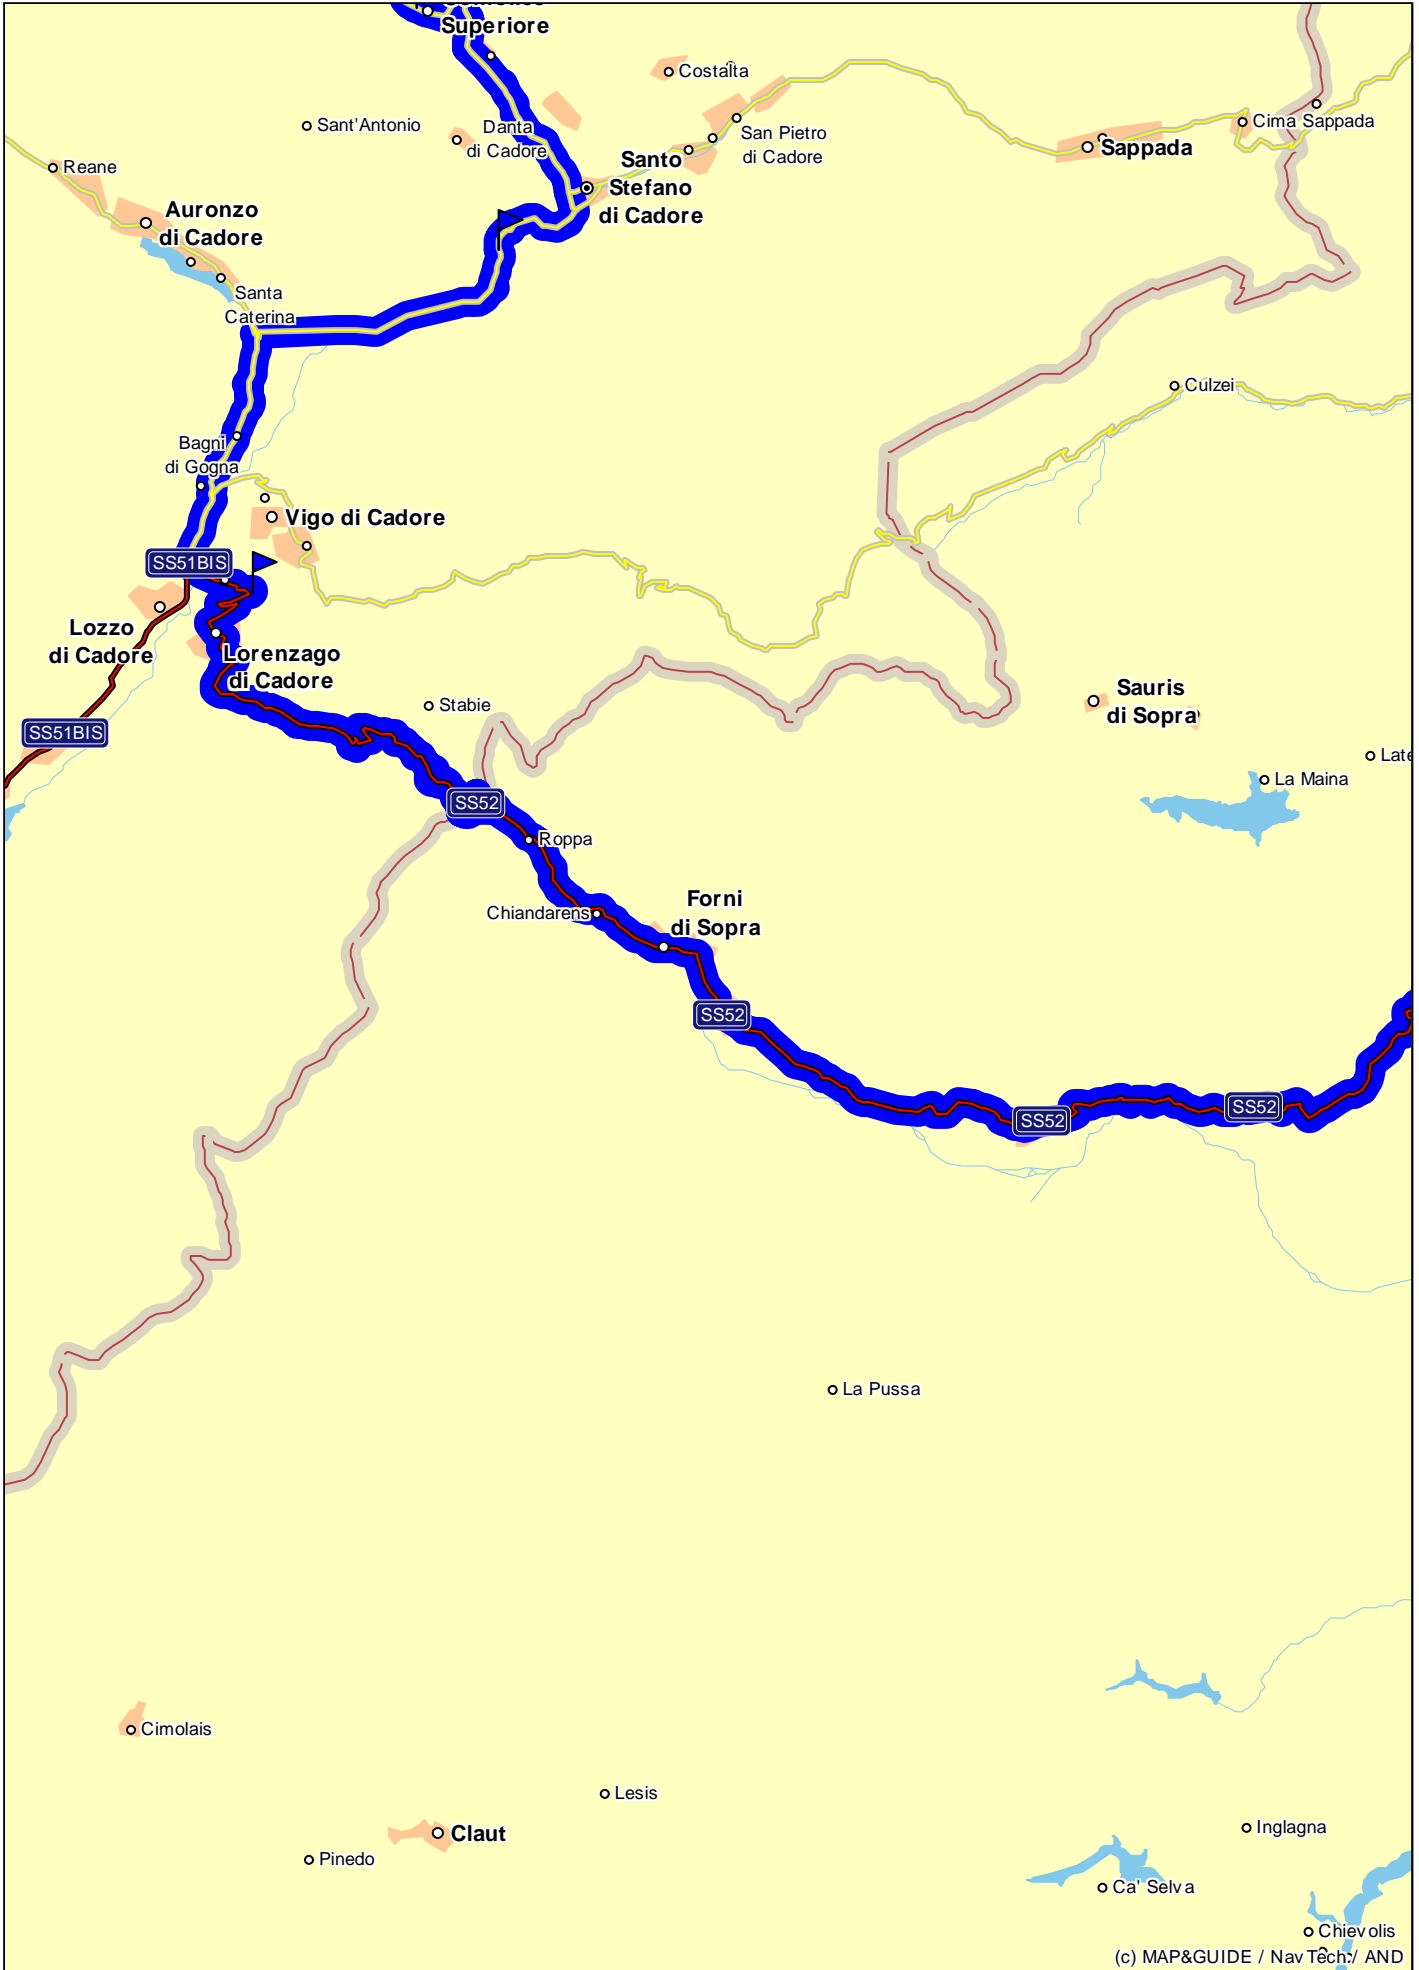 Superiore
Costalta
Sant'Antonio
Danta
di Cadore
San Pietro
di Cadore
Cima Sappada
Sappada
Santo
Stefano
di Cadore
Reane
Auronzo
di Cadore
Santa
Caterina
Culzei
Bagni
di Gogna
Vigo di Cadore
SS51BIS
Lozzo
di Cadore
Lorenzago
di Cadore
Stabie
Sauris
di Sopra
SS51BIS
Late
La Maina
SS52
Roppa
Forni
di Sopra
Chiandarens
SS52
SS52
SS52
La Pussa
Cimolais
Lesis
Claut
Pinedo
Inglagna
Ca' Selva
Chievolis
(c) MAP&GUIDE / Nav Tech / AND